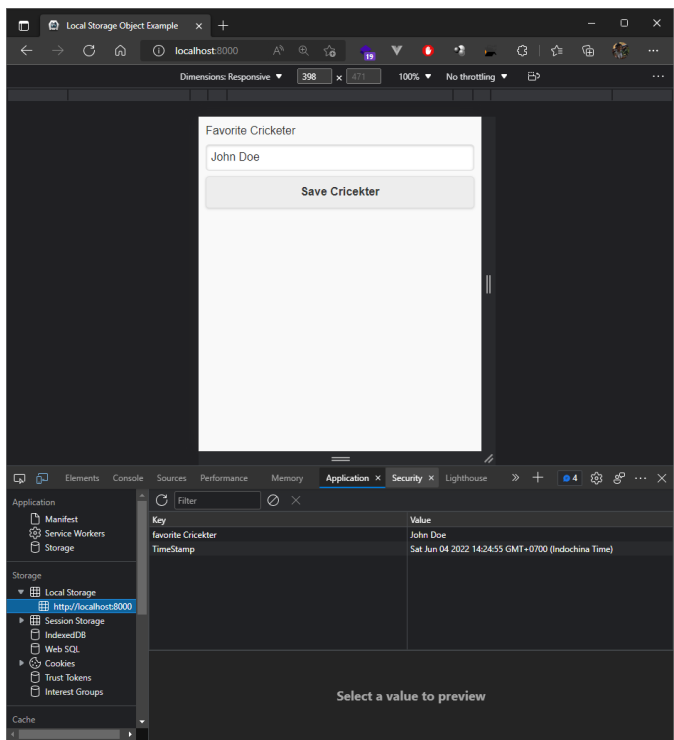 Local Storage Object Example
localhost:8000
19
Dimensions: Responsive 398 x 471 100% No throttling
Favorite Cricketer
John Doe
Save Cricekter
Elements Console Sources Performance Memory Application Security Lighthouse 4
Application
Manifest
Service Workers
Storage
Storage
Local Storage
http://localhost:8000
Session Storage
IndexedDB
Web SQL
Cookies
Trust Tokens
Interest Groups
Cache
Filter
Key Value
favorite Cricekter John Doe
TimeStamp Sat Jun 04 2022 14:24:55 GMT+0700 (Indochina Time)
Select a value to preview